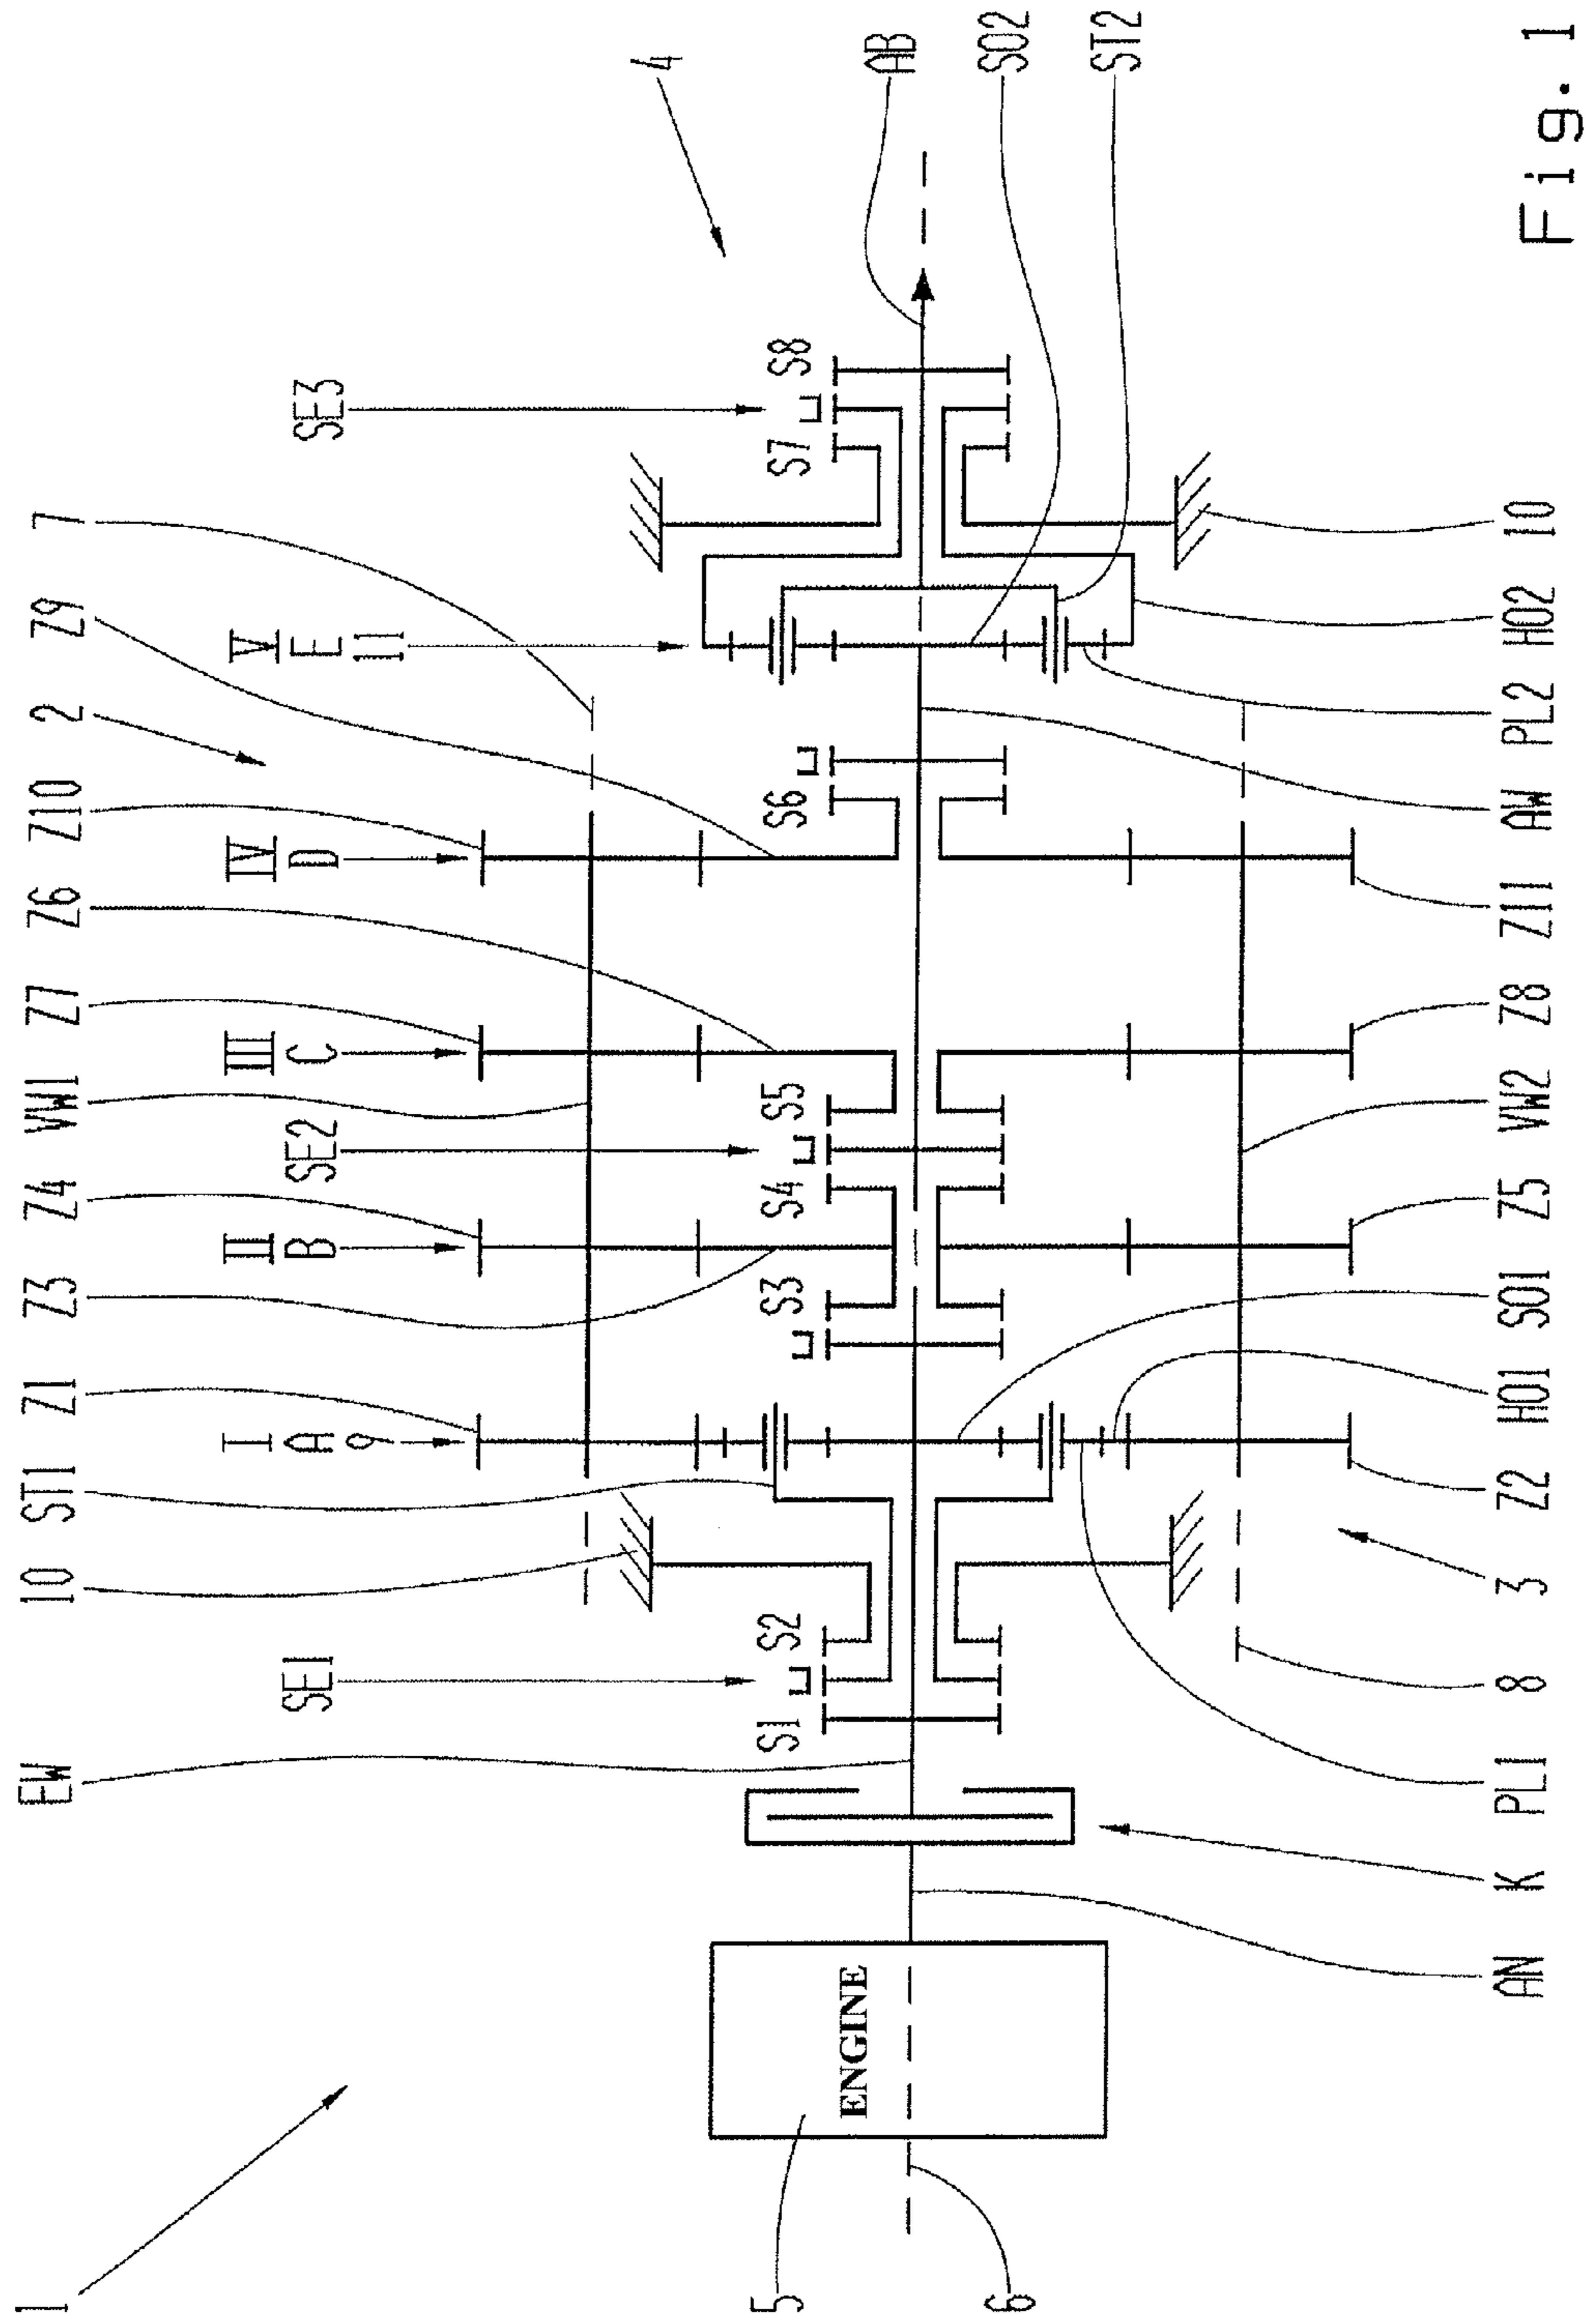 1
EW
10
ST1
Z1
Z3
Z4
VW1
Z7
Z6
Z10
2
Z9
7
SE1
I
A
9
II
B
SE2
III
C
IV
D
V
E
11
SE3
4
S1
S2
S3
S4
S5
S6
S7
S8
5
ENGINE
6
AB
SO2
ST2
AN
K
PL1
8
3
Z2
HO1
SO1
Z5
VW2
Z8
Z11
AW
PL2
HO2
10
Fig. 1